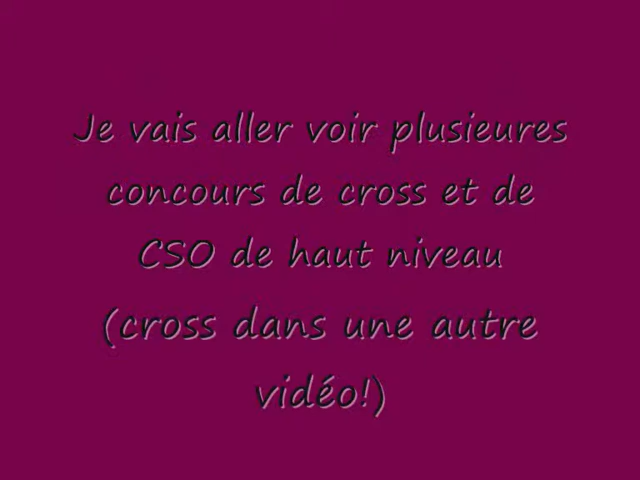 Je vais aller voir plusieures
concours de cross et de
CSO de haut niveau
(cross dans une autre
vidéo!)